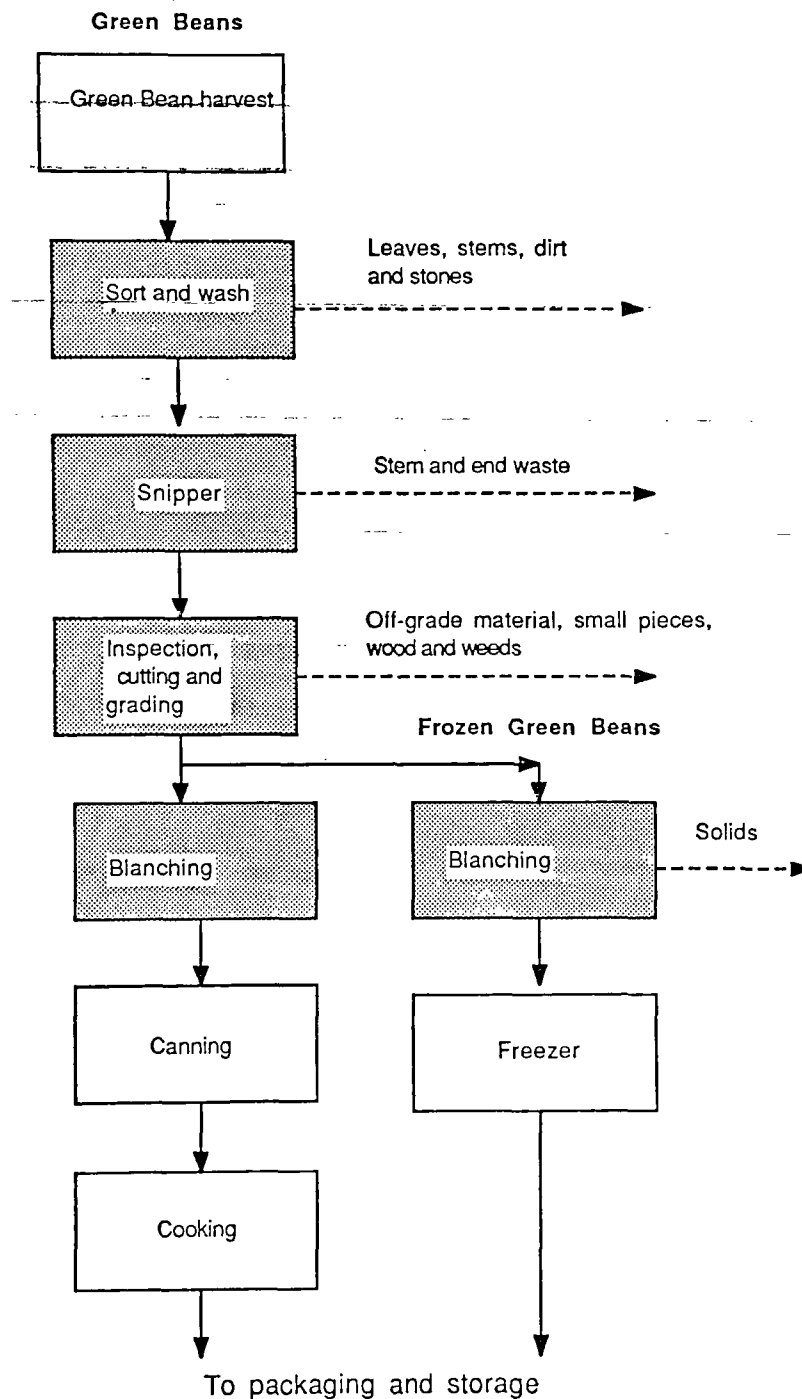 Green Beans
Green Bean harvest
Sort and wash
Leaves, stems, dirt
and stones
Snipper
Stem and end waste
Inspection,
cutting and
grading
Off-grade material, small pieces,
wood and weeds
Frozen Green Beans
Blanching
Blanching
Solids
Canning
Freezer
Cooking
To packaging and storage